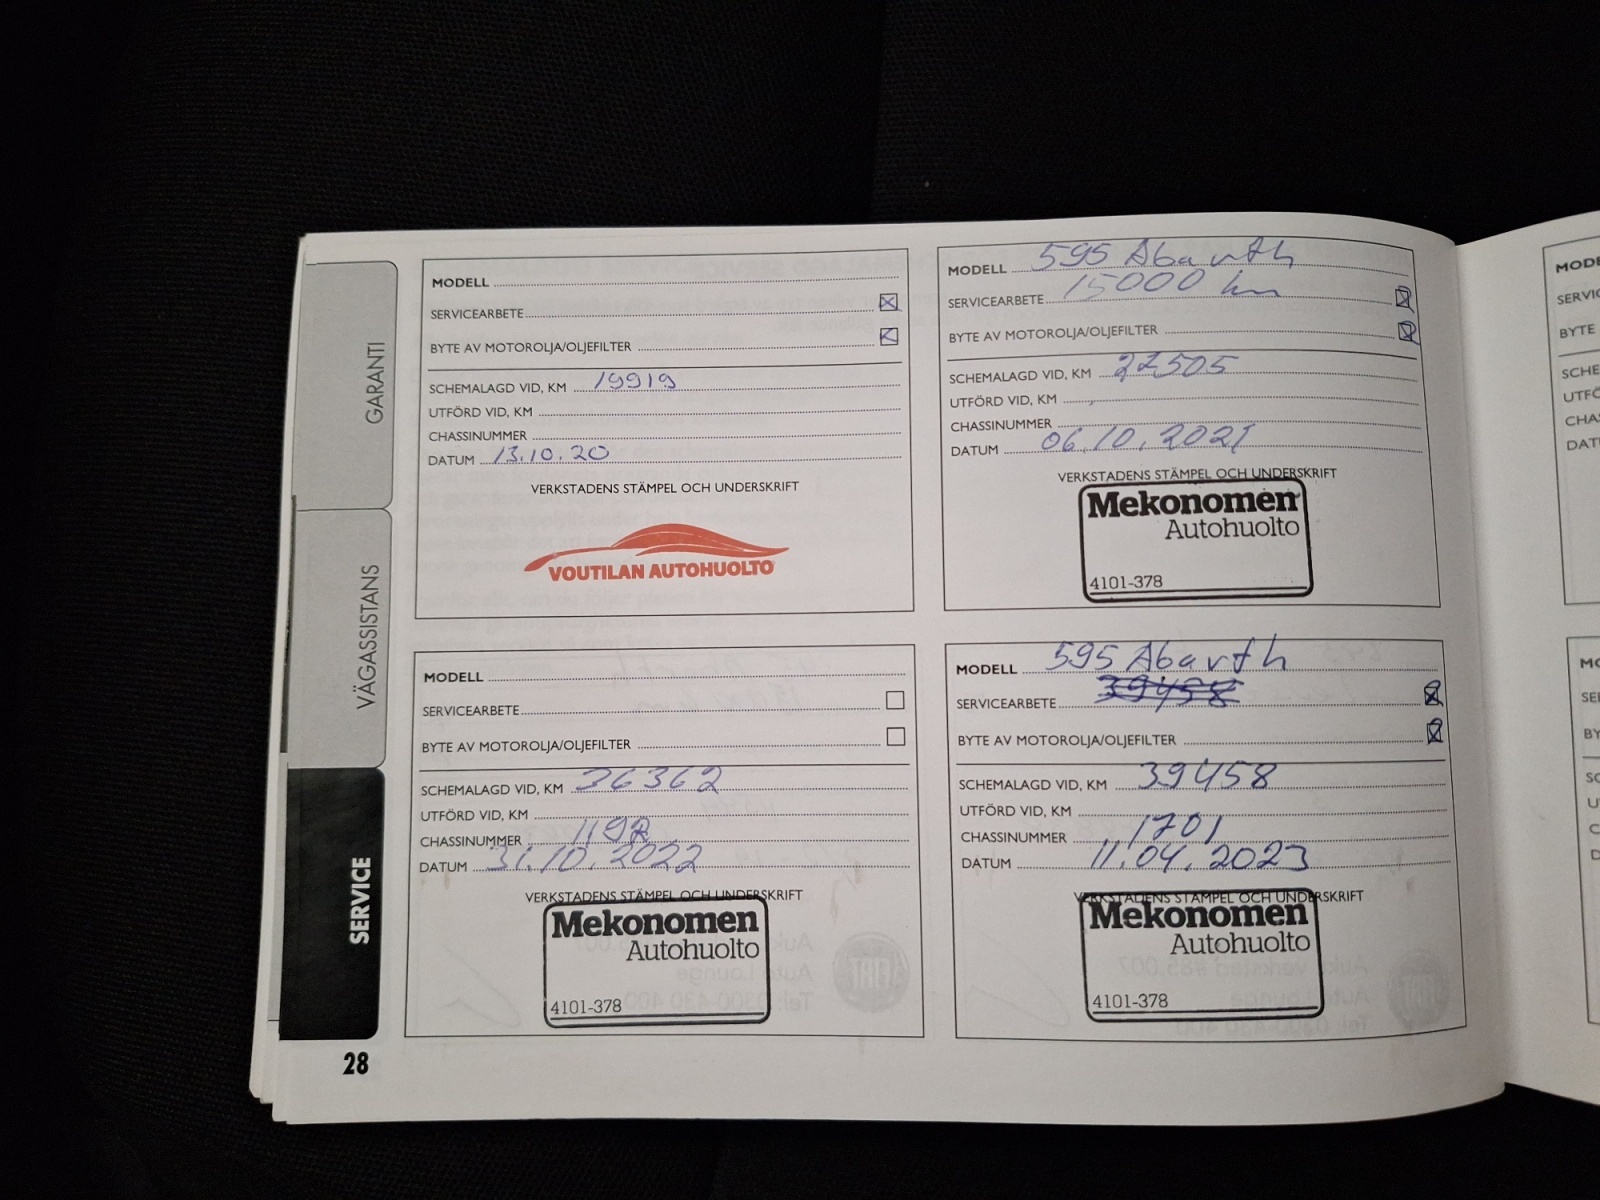 GARANTI
VÄGASSISTANS
SERVICE
28
MODELL
SERVICEARBETE
BYTE AV MOTOROLJA/OLJEFILTER
SCHEMALAGD VID, KM 19919
UTFÖRD VID, KM
CHASSINUMMER
DATUM 13.10.20
VERKSTADENS STÄMPEL OCH UNDERSKRIFT
VOUTILAN AUTOHUOLTO
MODELL 595 Abarth
SERVICEARBETE 15000 km
BYTE AV MOTOROLJA/OLJEFILTER
SCHEMALAGD VID, KM 22505
UTFÖRD VID, KM
CHASSINUMMER
DATUM 06.10.2021
VERKSTADENS STÄMPEL OCH UNDERSKRIFT
Mekonomen
Autohuolto
4101-378
MODELL
SERVICEARBETE
BYTE AV MOTOROLJA/OLJEFILTER
SCHEMALAGD VID, KM 36362
UTFÖRD VID, KM
CHASSINUMMER
DATUM 31.10.2022
VERKSTADENS STÄMPEL OCH UNDERSKRIFT
Mekonomen
Autohuolto
4101-378
MODELL 595 Abarth
SERVICEARBETE 39458
BYTE AV MOTOROLJA/OLJEFILTER
SCHEMALAGD VID, KM 39458
UTFÖRD VID, KM
CHASSINUMMER 1701
DATUM 11.04.2023
VERKSTADENS STÄMPEL OCH UNDERSKRIFT
Mekonomen
Autohuolto
4101-378